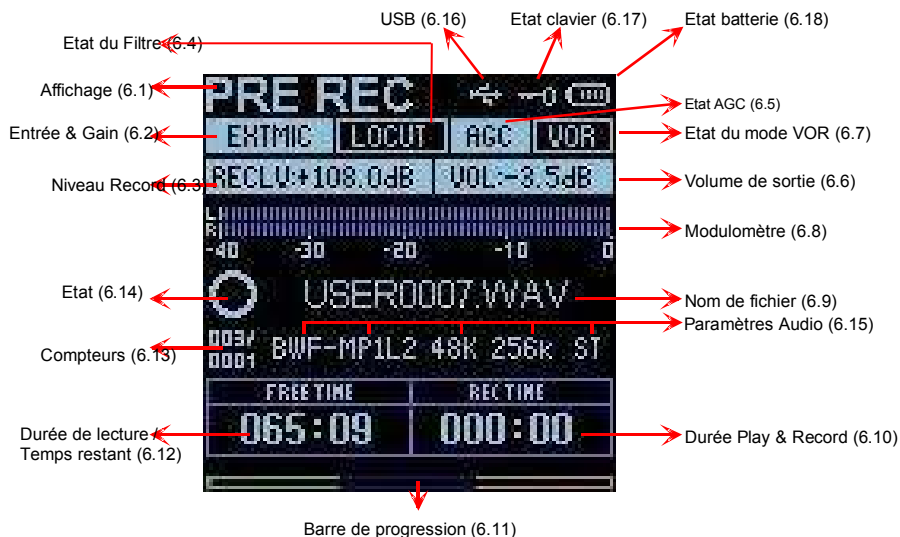 USB (6.16)
Etat clavier (6.17)
Etat batterie (6.18)
Etat du Filtre (6.4)
Affichage (6.1)
PRE REC
Etat AGC (6.5)
Entrée & Gain (6.2)
EXTMIC
LOCUT
AGC
VOR
Etat du mode VOR (6.7)
Niveau Record (6.3
RECLV:+108.0dB
VOL:-3.5dB
Volume de sortie (6.6)
L
R
Modulomètre (6.8)
-40 -30 -20 -10 0
Etat (6.14)
USER0007.WAV
Nom de fichier (6.9)
Paramètres Audio (6.15)
Compteurs (6.13)
003/
0001
BWF-MP1L2 48K 256K ST
FREE TIME
REC TIME
Durée de lecture /
Temps restant (6.12)
065:09
000:00
Durée Play & Record (6.10)
Barre de progression (6.11)